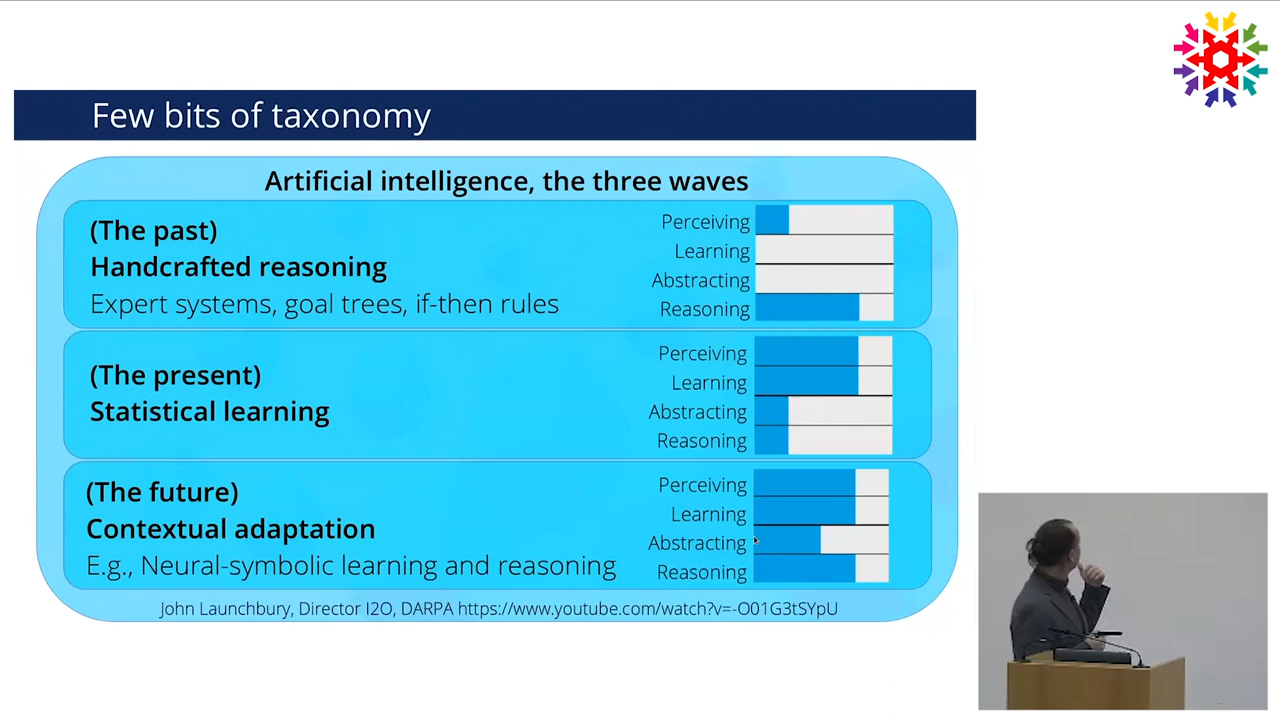 Few bits of taxonomy
Artificial intelligence, the three waves
(The past)
Handcrafted reasoning
Expert systems, goal trees, if-then rules
Perceiving
Learning
Abstracting
Reasoning
(The present)
Statistical learning
Perceiving
Learning
Abstracting
Reasoning
(The future)
Contextual adaptation
E.g., Neural-symbolic learning and reasoning
Perceiving
Learning
Abstracting
Reasoning
John Launchbury, Director I2O, DARPA https://www.youtube.com/watch?v=-O01G3tSYpU